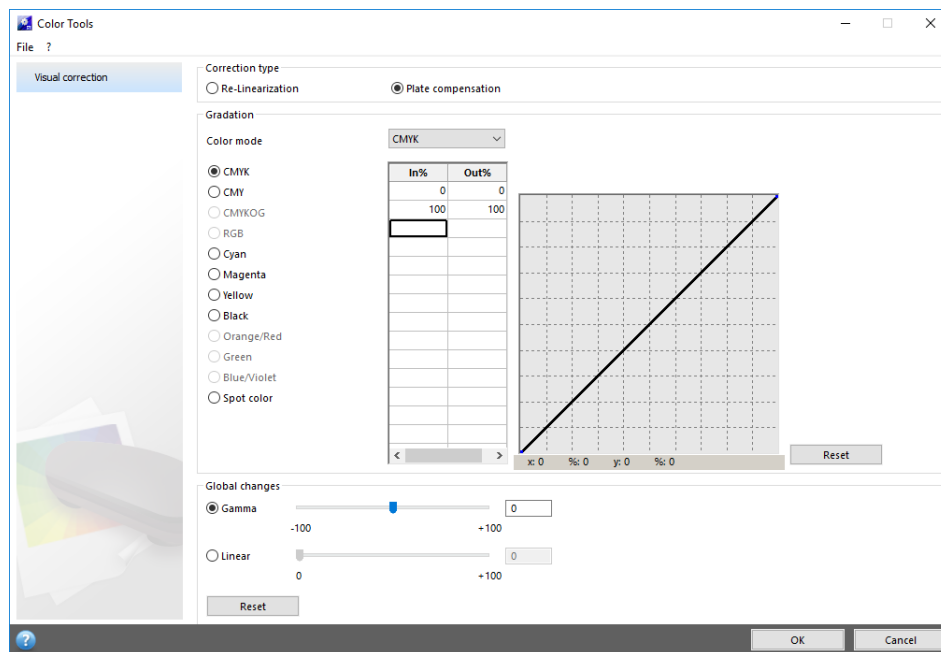 Color Tools
File ?
Visual correction
Correction type
Re-Linearization Plate compensation
Gradation
Color mode CMYK
CMYK
CMY
CMYKOG
RGB
Cyan
Magenta
Yellow
Black
Orange/Red
Green
Blue/Violet
Spot color
In% Out%
0 0
100 100
x: 0 %: 0 y: 0 %: 0
Reset
Global changes
Gamma 0
-100 +100
Linear 0
0 +100
Reset
? OK Cancel